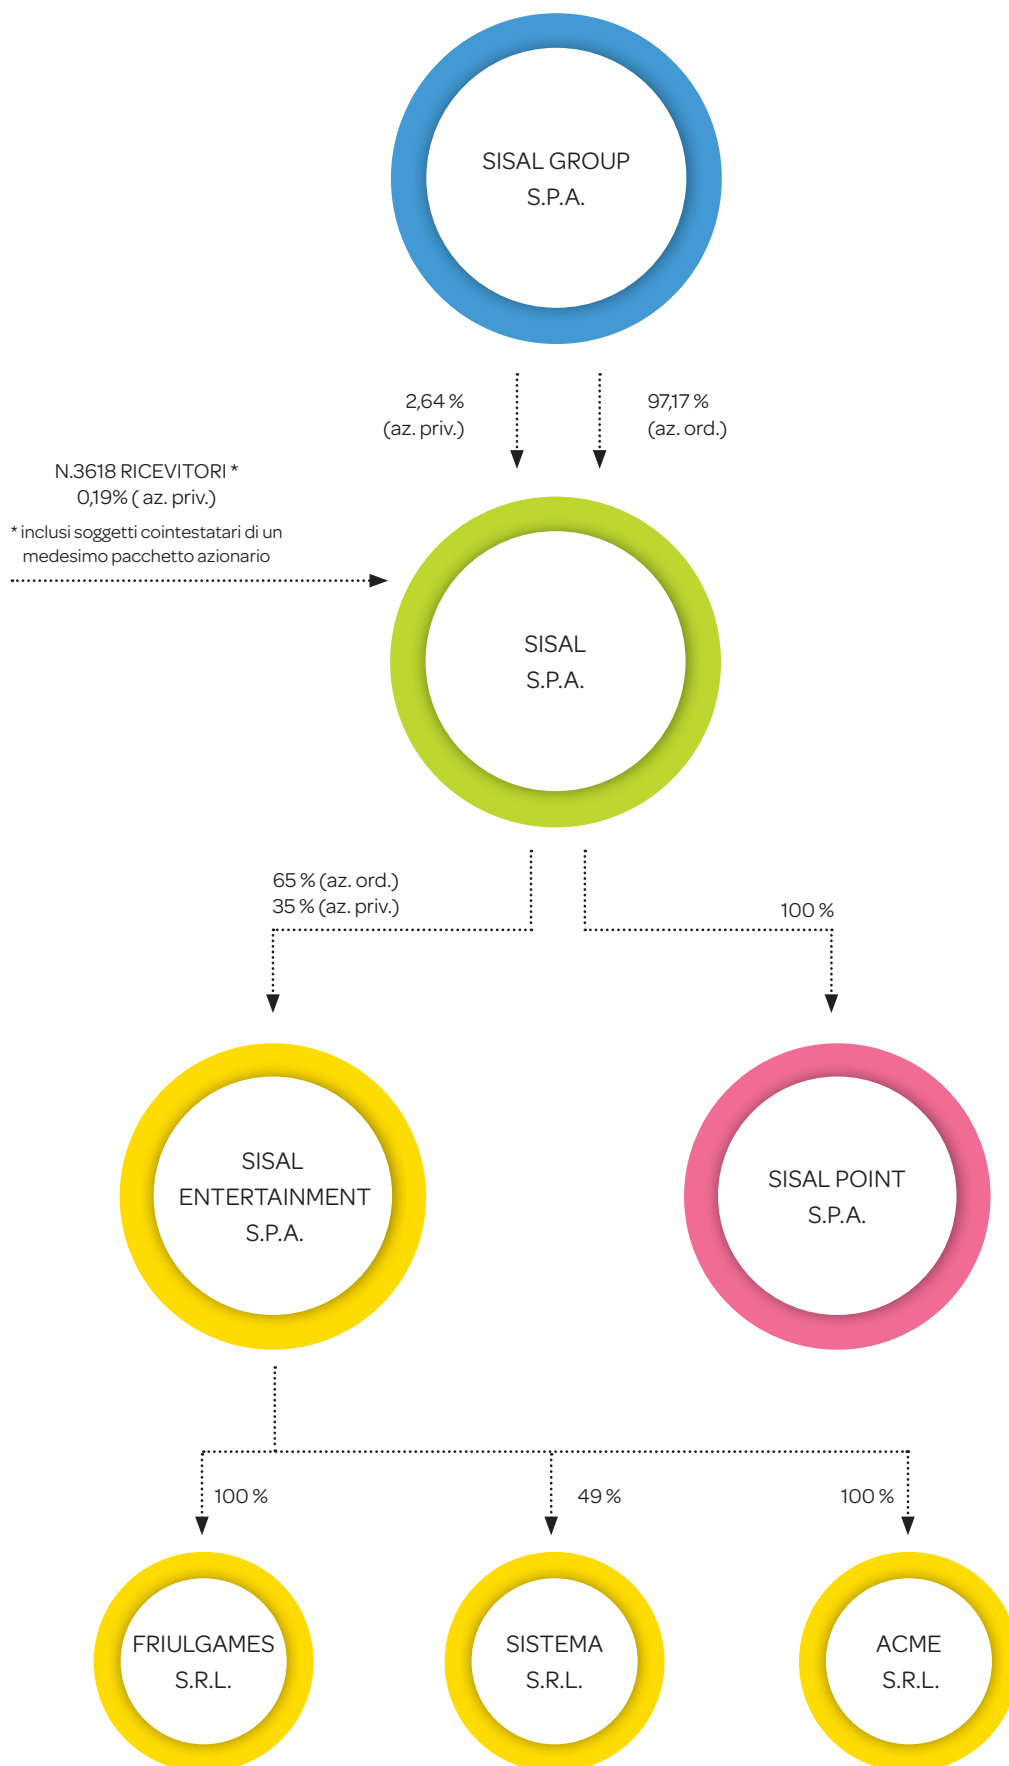 SISAL GROUP
S.P.A.
2,64 %
(az. priv.)
97,17 %
(az. ord.)
N.3618 RICEVITORI *
0,19% ( az. priv.)
* inclusi soggetti cointestatari di un
medesimo pacchetto azionario
SISAL
S.P.A.
65 % (az. ord.)
35 % (az. priv.)
100 %
SISAL
ENTERTAINMENT
S.P.A.
SISAL POINT
S.P.A.
100 %
49 %
100 %
FRIULGAMES
S.R.L.
SISTEMA
S.R.L.
ACME
S.R.L.